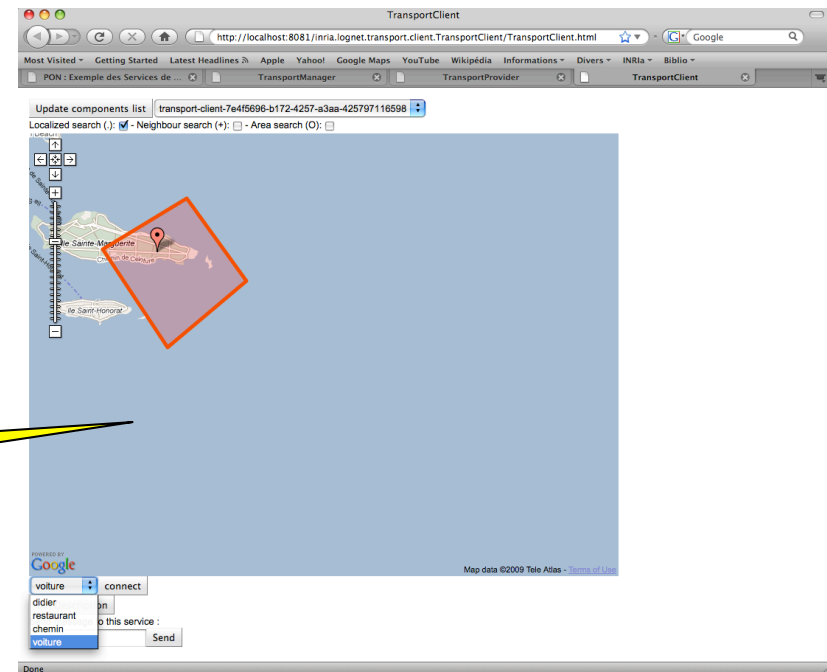 TransportClient
http://localhost:8081/inria.lognet.transport.client.TransportClient/TransportClient.html
Google
Most Visited Getting Started Latest Headlines Apple Yahoo! Google Maps YouTube Wikipédia Informations Divers INRIa Biblio
PON : Exemple des Services de ... TransportManager TransportProvider TransportClient
Update components list transport-client-7e4f5696-b172-4257-a3aa-425797116598
Localized search (.): - Neighbour search (+): - Area search (O):
Ile Sainte-Marguerite
Chemin de Ceinture
Ile Saint-Honorat
POWERED BY
Google
Map data ©2009 Tele Atlas - Terms of Use
voiture connect
didier
restaurant
chemin
voiture
on
o this service :
Send
Done